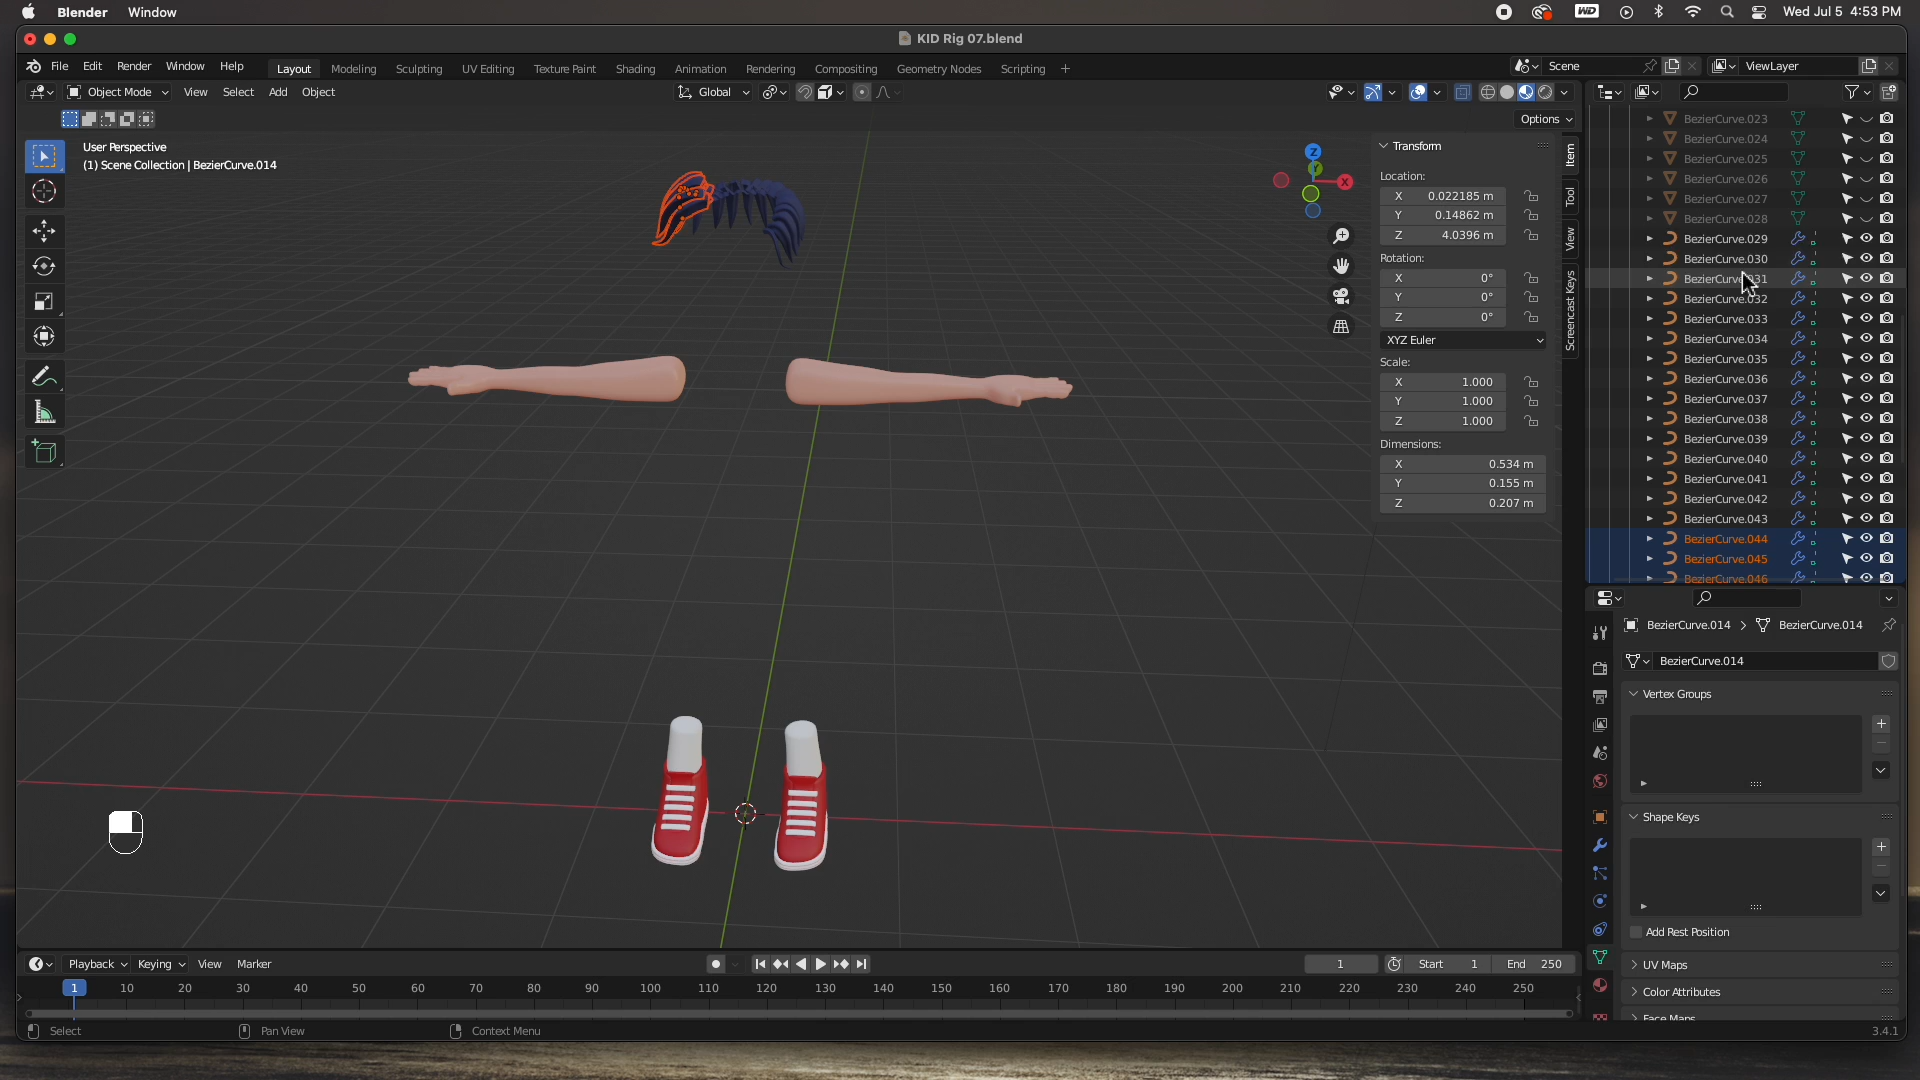 Blender Window
Wed Jul 5 4:53 PM
KID Rig 07.blend
File Edit Render Window Help
Layout Modeling Sculpting UV Editing Texture Paint Shading Animation Rendering Compositing Geometry Nodes Scripting +
Scene
ViewLayer
Object Mode View Select Add Object
Global
Options
User Perspective
(1) Scene Collection | BezierCurve.014
Z
Y
X
Transform
Location:
X 0.022185 m
Y 0.14862 m
Z 4.0396 m
Rotation:
X 0°
Y 0°
Z 0°
XYZ Euler
Scale:
X 1.000
Y 1.000
Z 1.000
Dimensions:
X 0.534 m
Y 0.155 m
Z 0.207 m
Item
Tool
View
Screencast Keys
BezierCurve.023
BezierCurve.024
BezierCurve.025
BezierCurve.026
BezierCurve.027
BezierCurve.028
BezierCurve.029
BezierCurve.030
BezierCurve.031
BezierCurve.032
BezierCurve.033
BezierCurve.034
BezierCurve.035
BezierCurve.036
BezierCurve.037
BezierCurve.038
BezierCurve.039
BezierCurve.040
BezierCurve.041
BezierCurve.042
BezierCurve.043
BezierCurve.044
BezierCurve.045
BezierCurve.046
BezierCurve.014 > BezierCurve.014
BezierCurve.014
Vertex Groups
Shape Keys
Add Rest Position
UV Maps
Color Attributes
Face Maps
Playback Keying View Marker
1
Start 1
End 250
1 10 20 30 40 50 60 70 80 90 100 110 120 130 140 150 160 170 180 190 200 210 220 230 240 250
Select
Pan View
Context Menu
3.4.1